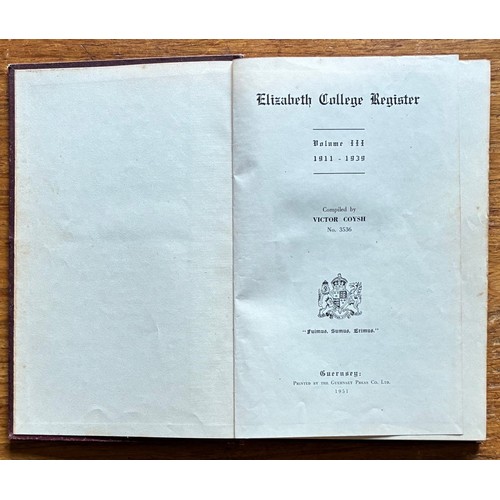 Elizabeth College Register
Volume III
1911 - 1939
Compiled by
VICTOR COYSH
No. 3536
"Fuimus. Sumus. Erimus."
Guernsey:
Printed by the Guernsey Press Co. Ltd.
1951